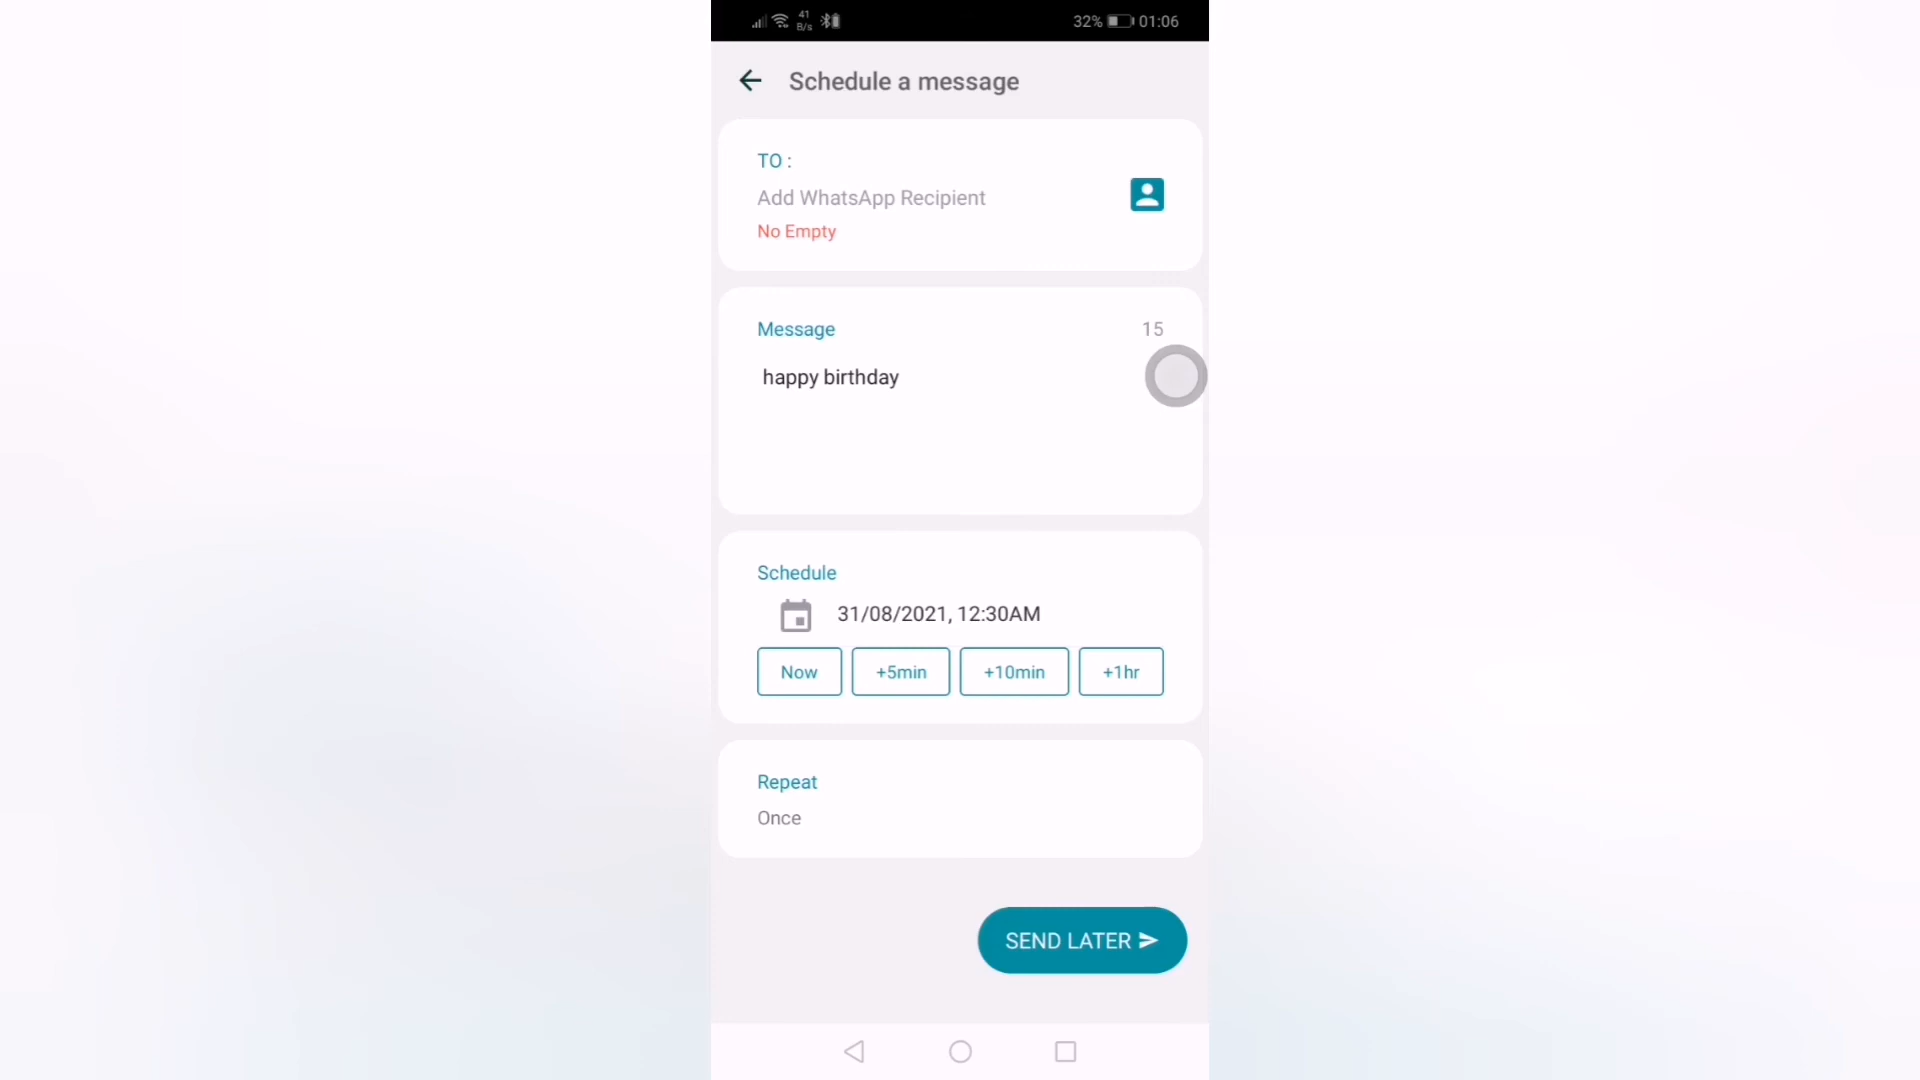 41
B/s
32% 01:06
Schedule a message
TO :
Add WhatsApp Recipient
No Empty
Message 15
happy birthday
Schedule
31/08/2021, 12:30AM
Now +5min +10min +1hr
Repeat
Once
SEND LATER